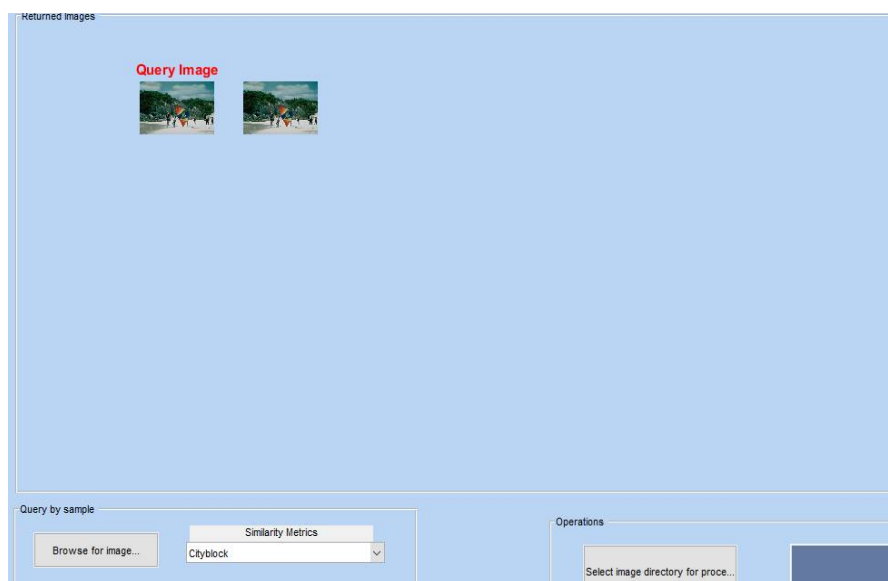 Returned Images
Query Image
Query by sample
Similarity Metrics
Browse for image...
Cityblock
Operations
Select image directory for proce...